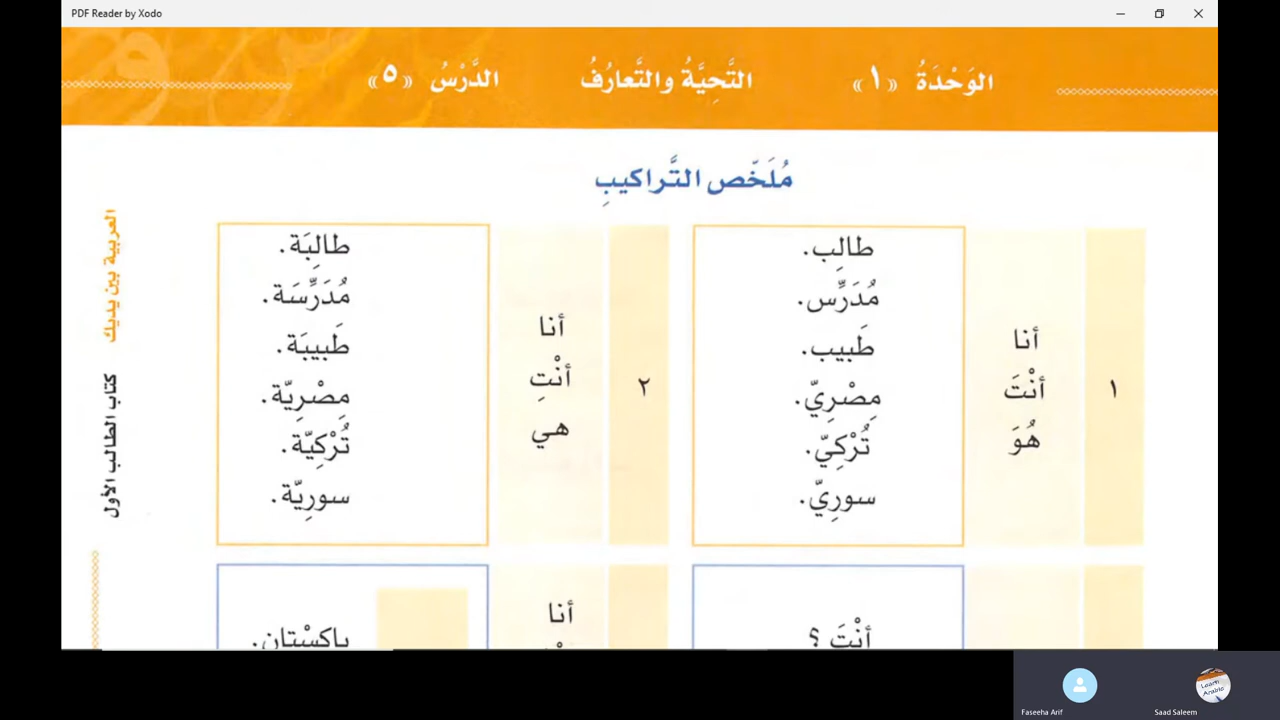 PDF Reader by Xodo
الوَحْدَةُ «١» التَّحِيَّةُ والتَّعارُفُ الدَّرْسُ «٥»
مُلَخَّص التَّراكيبِ
١
أنا
أنْتَ
هُوَ
طالِب.
مُدَرِّس.
طَبيب.
مِصْرِيّ.
تُرْكِيّ.
سورِيّ.
٢
أنا
أنْتِ
هي
طالِبَة.
مُدَرِّسَة.
طَبيبَة.
مِصْرِيّة.
تُرْكِيّة.
سورِيّة.
أنْتَ ؟
أنا
باكِسْتان.
العربية بين يديك
كتاب الطالب الأول
Learn Arabic
Faseeha Arif
Saad Saleem